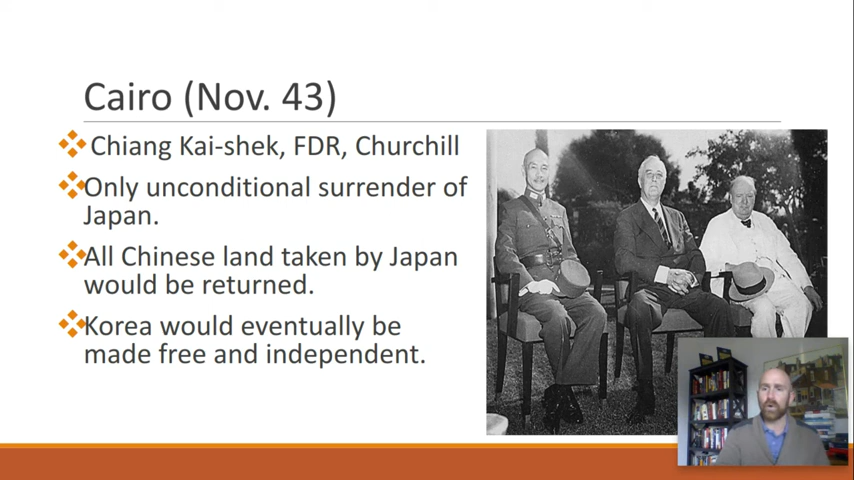 Cairo (Nov. 43)
Chiang Kai-shek, FDR, Churchill
Only unconditional surrender of
Japan.
All Chinese land taken by Japan
would be returned.
Korea would eventually be
made free and independent.